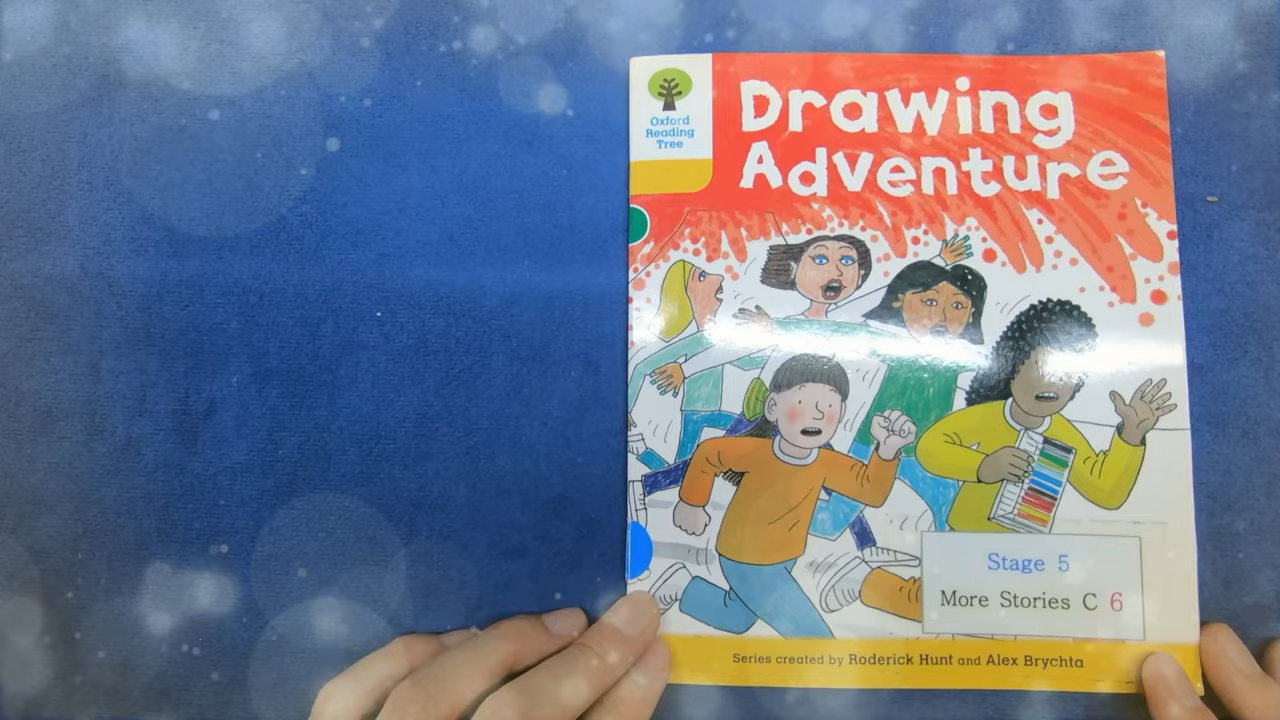 Oxford
Reading
Tree
Drawing
Adventure
Stage 5
More Stories C 6
Series created by Roderick Hunt and Alex Brychta